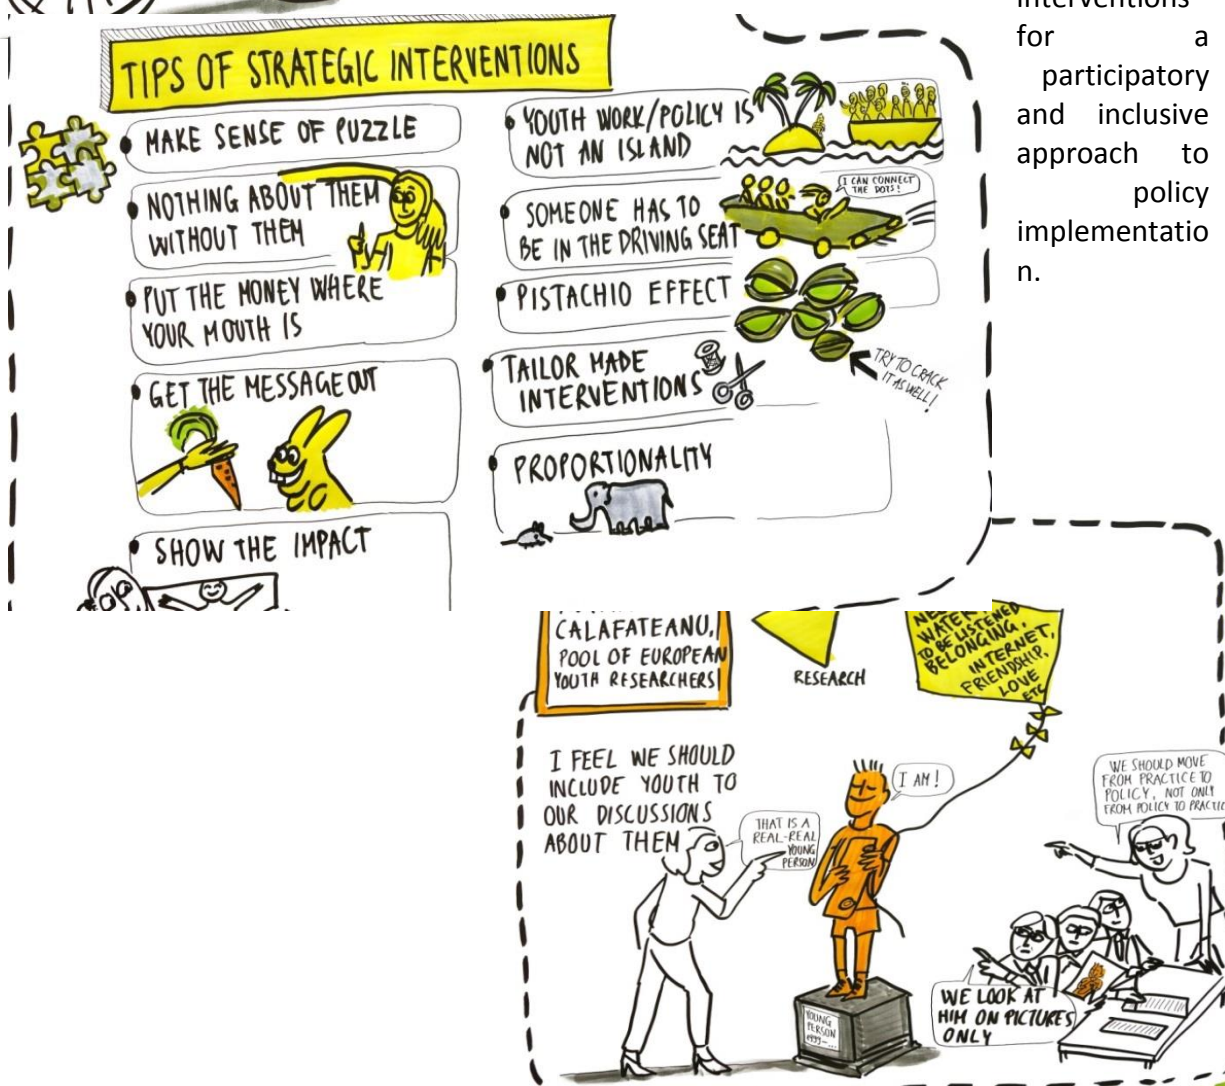 for a
participatory
and inclusive
approach to
policy
implementatio
n.
TIPS OF STRATEGIC INTERVENTIONS
MAKE SENSE OF PUZZLE
NOTHING ABOUT THEM
WITHOUT THEM
PUT THE MONEY WHERE
YOUR MOUTH IS
GET THE MESSAGE OUT
SHOW THE IMPACT
YOUTH WORK/POLICY IS
NOT AN ISLAND
SOMEONE HAS TO
BE IN THE DRIVING SEAT
I CAN CONNECT
THE DOTS!
PISTACHIO EFFECT
TRY TO CRACK
IT AS WELL!
TAILOR MADE
INTERVENTIONS
PROPORTIONALITY
CALAFATEANU,
POOL OF EUROPEAN
YOUTH RESEARCHERS
RESEARCH
WATER
TO BE LISTENED
BELONGING,
INTERNET,
FRIENDSHIP,
LOVE
ETC
I FEEL WE SHOULD
INCLUDE YOUTH TO
OUR DISCUSSIONS
ABOUT THEM
THAT IS A
REAL-REAL
YOUNG
PERSON
I AM!
YOUNG
PERSON
WE SHOULD MOVE
FROM PRACTICE TO
POLICY, NOT ONLY
FROM POLICY TO PRACTIC
WE LOOK AT
HIM ON PICTURES
ONLY